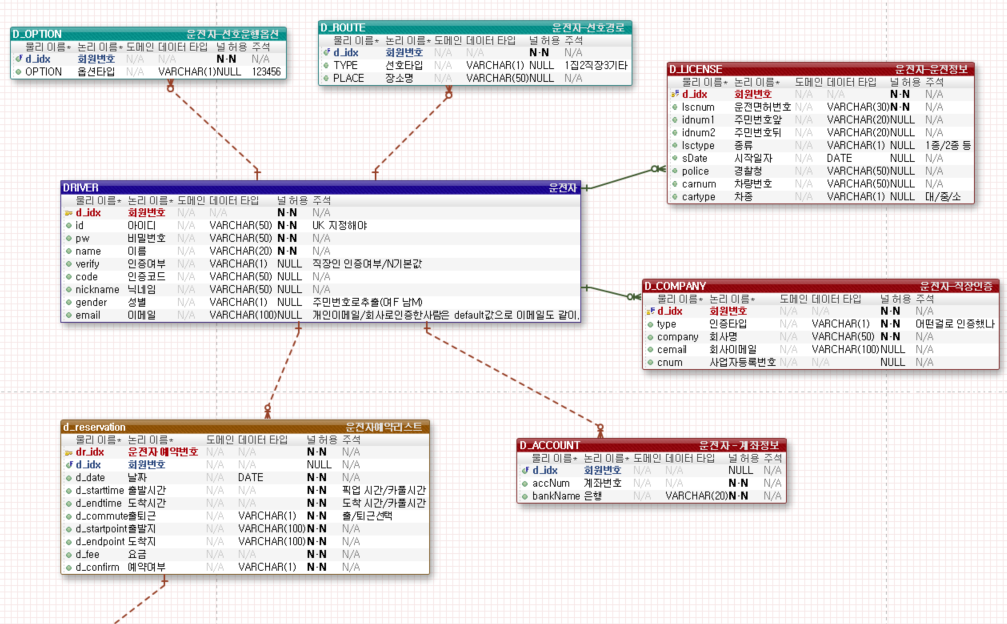 D_OPTION 운전자-선호운행옵션
물리 이름* 논리 이름* 도메인 데이터 타입 널 허용 주석
d_idx 회원번호 N/A N/A N-N N/A
OPTION 옵션타입 N/A VARCHAR(1) NULL 123456
D_ROUTE 운전자-선호경로
물리 이름* 논리 이름* 도메인 데이터 타입 널 허용 주석
d_idx 회원번호 N/A N/A N-N N/A
TYPE 선호타입 N/A VARCHAR(1) NULL 1집2직장3기타
PLACE 장소명 N/A VARCHAR(50) NULL N/A
D_LICENSE 운전자-운전정보
물리 이름* 논리 이름* 도메인 데이터 타입 널 허용 주석
d_idx 회원번호 N/A N/A N-N N/A
lscnum 운전면허번호 N/A VARCHAR(30) N-N N/A
idnum1 주민번호앞 N/A VARCHAR(20) NULL N/A
idnum2 주민번호뒤 N/A VARCHAR(20) NULL N/A
lsctype 종류 N/A VARCHAR(1) NULL 1종/2종 등
sDate 시작일자 N/A DATE NULL N/A
police 경찰청 N/A VARCHAR(50) NULL N/A
carnum 차량번호 N/A VARCHAR(50) NULL N/A
cartype 차종 N/A VARCHAR(1) NULL 대/중/소
DRIVER 운전자
물리 이름* 논리 이름* 도메인 데이터 타입 널 허용 주석
d_idx 회원번호 N/A N/A N-N N/A
id 아이디 N/A VARCHAR(50) N-N UK 지정해야
pw 비밀번호 N/A VARCHAR(50) N-N N/A
name 이름 N/A VARCHAR(20) N-N N/A
verify 인증여부 N/A VARCHAR(1) NULL 직장인 인증여부/N기본값
code 인증코드 N/A VARCHAR(50) NULL N/A
nickname 닉네임 N/A VARCHAR(50) NULL N/A
gender 성별 N/A VARCHAR(1) NULL 주민번호로추출(여F 남M)
email 이메일 N/A VARCHAR(100) NULL 개인이메일/회사로인증한사람은 default값으로 이메일도 같이.
D_COMPANY 운전자-직장인증
물리 이름* 논리 이름* 도메인 데이터 타입 널 허용 주석
d_idx 회원번호 N/A N/A N-N N/A
type 인증타입 N/A VARCHAR(1) N-N 어떤걸로 인증했나
company 회사명 N/A VARCHAR(50) N-N N/A
cemail 회사이메일 N/A VARCHAR(100) NULL N/A
cnum 사업자등록번호 N/A N/A NULL N/A
d_reservation 운전자예약리스트
물리 이름* 논리 이름* 도메인 데이터 타입 널 허용 주석
dr_idx 운전자 예약번호 N/A N/A N-N N/A
d_idx 회원번호 N/A N/A NULL N/A
d_date 날짜 N/A DATE N-N N/A
d_starttime 출발시간 N/A N/A N-N 픽업 시간/카풀시간
d_endtime 도착시간 N/A N/A N-N 도착 시간/카풀시간
d_commute 출퇴근 N/A VARCHAR(1) N-N 출/퇴근선택
d_startpoint 출발지 N/A VARCHAR(100) N-N N/A
d_endpoint 도착지 N/A VARCHAR(100) N-N N/A
d_fee 요금 N/A N/A N-N N/A
d_confirm 예약여부 N/A VARCHAR(1) N-N N/A
D_ACCOUNT 운전자 - 계좌정보
물리 이름* 논리 이름* 도메인 데이터 타입 널 허용 주석
d_idx 회원번호 N/A N/A NULL N/A
accNum 계좌번호 N/A N/A N-N N/A
bankName 은행 N/A VARCHAR(20) N-N N/A